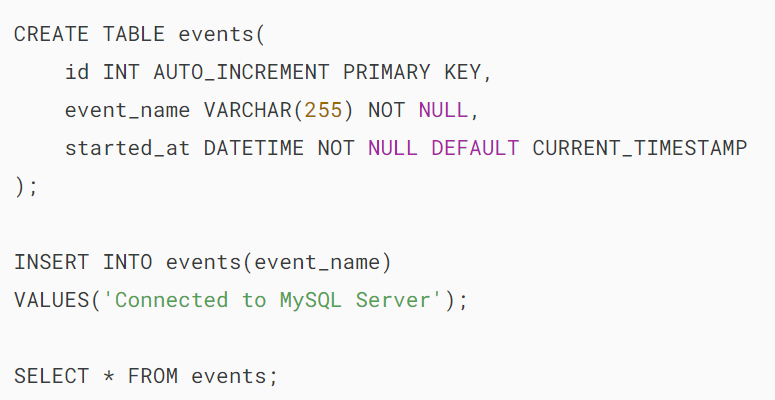 CREATE TABLE events(
    id INT AUTO_INCREMENT PRIMARY KEY,
    event_name VARCHAR(255) NOT NULL,
    started_at DATETIME NOT NULL DEFAULT CURRENT_TIMESTAMP
);

INSERT INTO events(event_name)
VALUES('Connected to MySQL Server');

SELECT * FROM events;